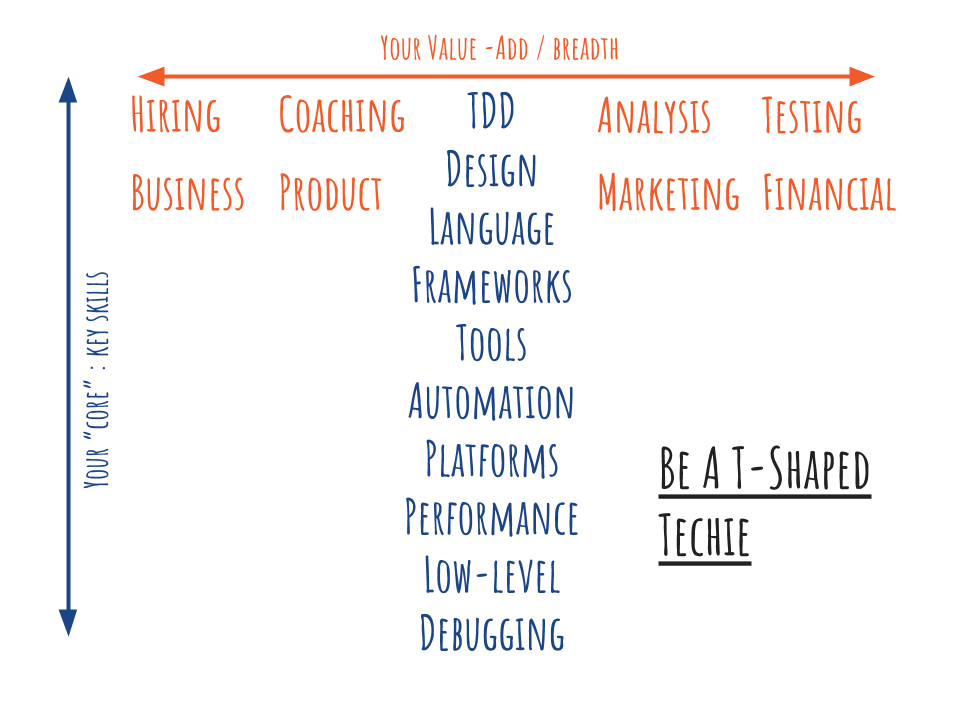 Your Value -Add / breadth
Hiring Coaching TDD Analysis Testing
Design
Business Product Marketing Financial
Language
Frameworks
Tools
Automation
Platforms
Performance
Low-level
Debugging
Your "core" : key skills
Be A T-Shaped
Techie